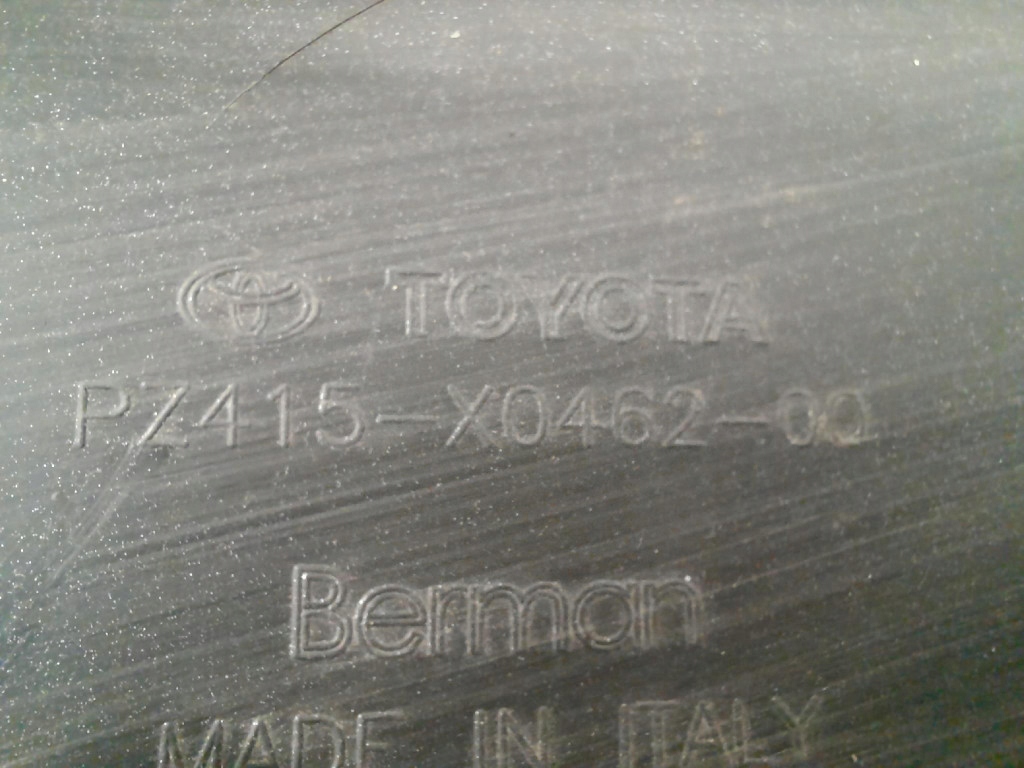 TOYOTA
PZ415-X0462-00
Berman
MADE IN ITALY